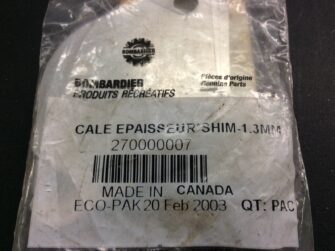 BOMBARDIER
BOMBARDIER
PRODUITS RÉCRÉATIFS
Pièces d'origine
Genuine Parts
CALE EPAISSEUR*SHIM-1.3MM
270000007
MADE IN CANADA
ECO-PAK 20 Feb 2003 QT: PAC